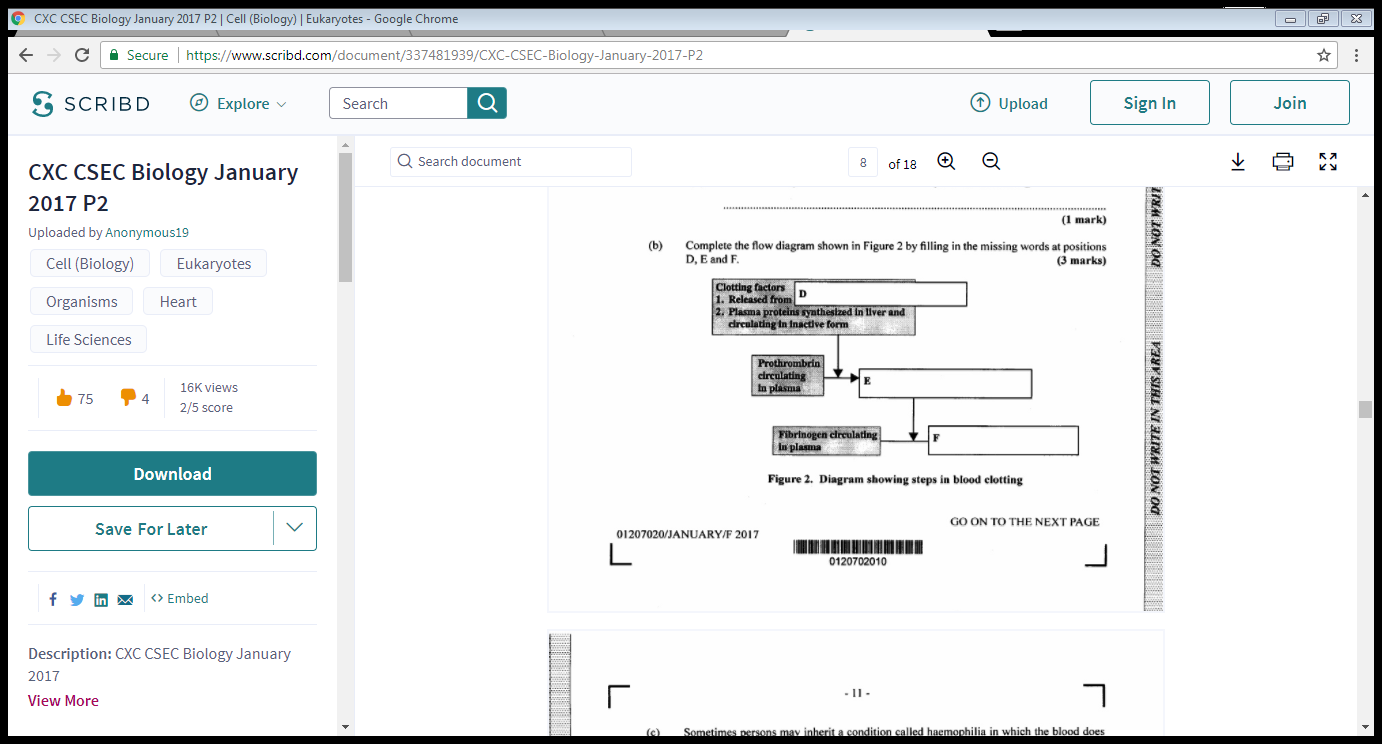 CXC CSEC Biology January 2017 P2 | Cell (Biology) | Eukaryotes - Google Chrome
Secure
https://www.scribd.com/document/337481939/CXC-CSEC-Biology-January-2017-P2
SCRIBD
Explore
Search
Upload
Sign In
Join
CXC CSEC Biology January
2017 P2
Uploaded by Anonymous19
Cell (Biology)
Eukaryotes
Organisms
Heart
Life Sciences
75
4
16K views
2/5 score
Download
Save For Later
Embed
Description: CXC CSEC Biology January
2017
View More
Search document
8 of 18
(1 mark)
(b) Complete the flow diagram shown in Figure 2 by filling in the missing words at positions
D, E and F.
(3 marks)
Clotting factors
1. Released from
D
2. Plasma proteins synthesized in liver and
circulating in inactive form
Prothrombrin
circulating
in plasma
E
Fibrinogen circulating
in plasma
F
Figure 2. Diagram showing steps in blood clotting
GO ON TO THE NEXT PAGE
01207020/JANUARY/F 2017
0120702010
DO NOT WRIT
DO NOT WRITE IN THIS AREA
- 11 -
(c) Sometimes persons may inherit a condition called haemophilia in which the blood does